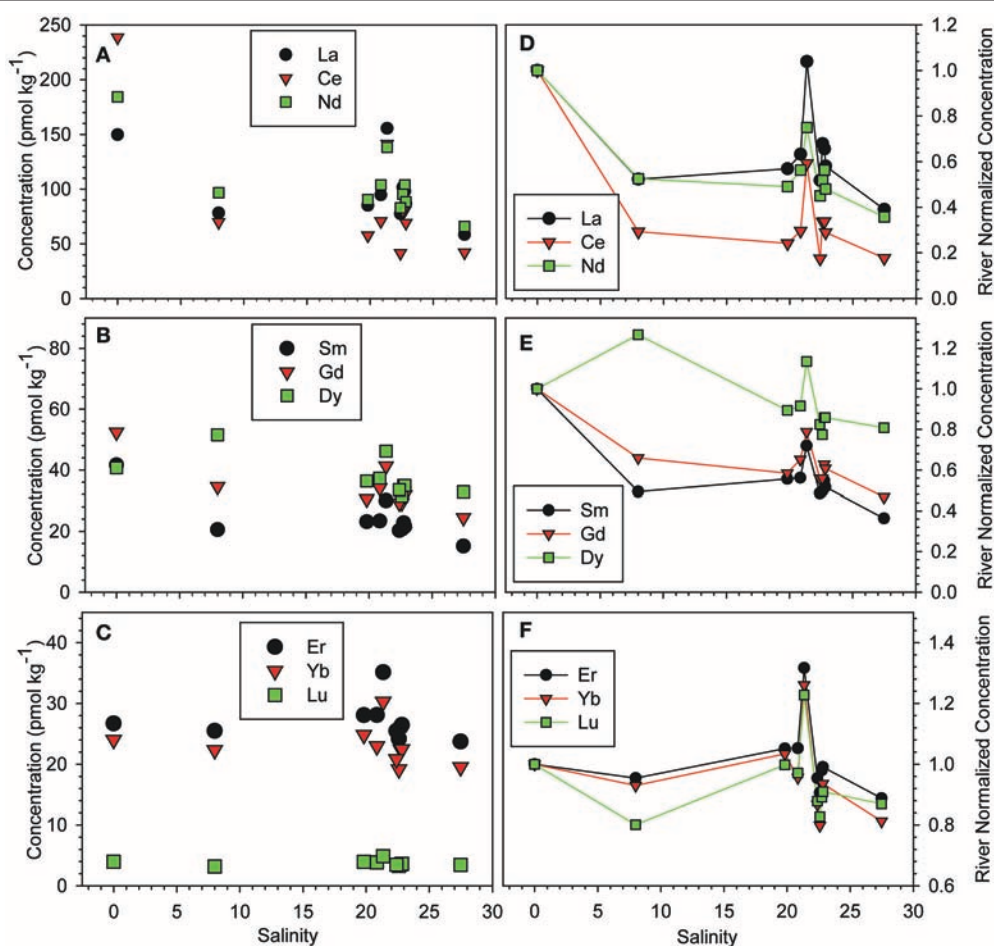 A
La
Ce
Nd
Concentration (pmol kg⁻¹)
250
200
150
100
50
0
D
La
Ce
Nd
1.2
1.0
0.8
0.6
0.4
0.2
0.0
River Normalized Concentration
B
Sm
Gd
Dy
Concentration (pmol kg⁻¹)
80
60
40
20
0
E
Sm
Gd
Dy
1.2
1.0
0.8
0.6
0.4
0.2
0.0
River Normalized Concentration
C
Er
Yb
Lu
Concentration (pmol kg⁻¹)
40
30
20
10
0
0 5 10 15 20 25 30
Salinity
F
Er
Yb
Lu
1.4
1.2
1.0
0.8
0.6
River Normalized Concentration
0 5 10 15 20 25 30
Salinity